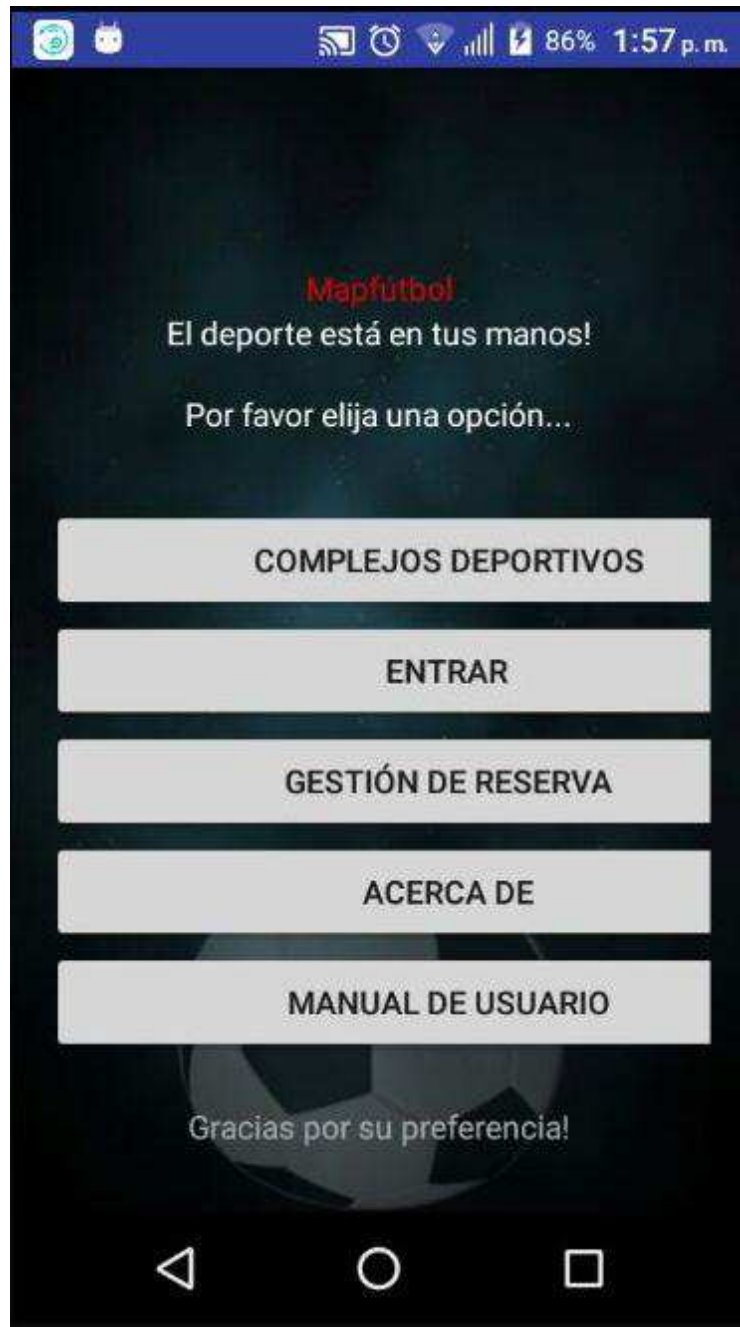 86% 1:57 p. m.
Mapfútbol
El deporte está en tus manos!
Por favor elija una opción...
COMPLEJOS DEPORTIVOS
ENTRAR
GESTIÓN DE RESERVA
ACERCA DE
MANUAL DE USUARIO
Gracias por su preferencia!